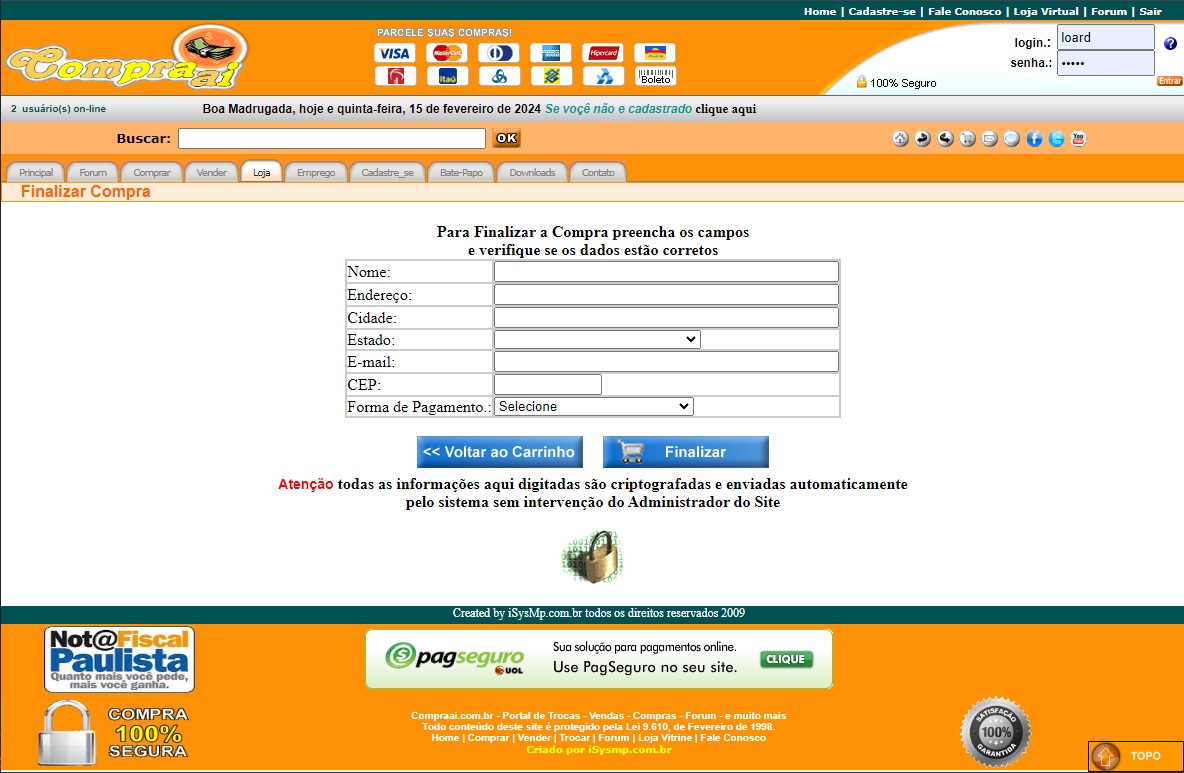 Home | Cadastre-se | Fale Conosco | Loja Virtual | Forum | Sair
Compra ai
PARCELE SUAS COMPRAS!
VISA MasterCard Hipercard
Itaú Boleto
login.: loard
senha.: •••••
100% Seguro
Entrar
2 usuário(s) on-line
Boa Madrugada, hoje e quinta-feira, 15 de fevereiro de 2024 Se voçê não e cadastrado clique aqui
Buscar: OK
Principal Forum Comprar Vender Loja Emprego Cadastre_se Bate-Papo Downloads Contato
Finalizar Compra
Para Finalizar a Compra preencha os campos
e verifique se os dados estão corretos
Nome:
Endereço:
Cidade:
Estado:
E-mail:
CEP:
Forma de Pagamento.: Selecione
<< Voltar ao Carrinho Finalizar
Atenção todas as informações aqui digitadas são criptografadas e enviadas automaticamente
pelo sistema sem intervenção do Administrador do Site
Created by iSysMp.com.br todos os direitos reservados 2009
Not@Fiscal
Paulista
Quanto mais você pede,
mais você ganha.
pagseguro
UOL
Sua solução para pagamentos online.
Use PagSeguro no seu site.
CLIQUE
COMPRA
100%
SEGURA
Compraai.com.br - Portal de Trocas - Vendas - Compras - Forum - e muito mais
Todo conteúdo deste site é protegido pela Lei 9.610, de Fevereiro de 1998.
Home | Comprar | Vender | Trocar | Forum | Loja Vitrine | Fale Conosco
Criado por iSysmp.com.br
SATISFAÇÃO
100%
GARANTIDA
TOPO